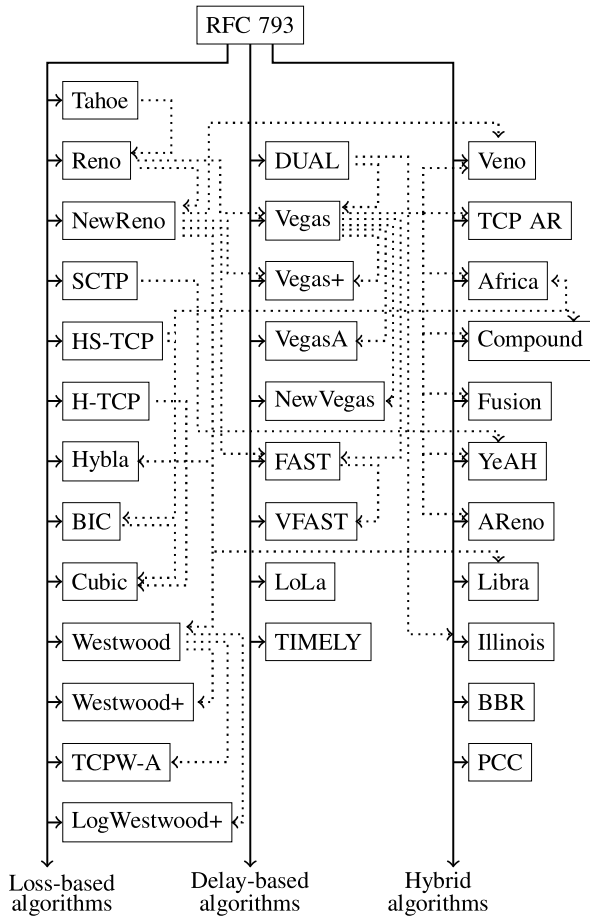 RFC 793
Tahoe
Reno
NewReno
SCTP
HS-TCP
H-TCP
Hybla
BIC
Cubic
Westwood
Westwood+
TCPW-A
LogWestwood+
Loss-based
algorithms
DUAL
Vegas
Vegas+
VegasA
NewVegas
FAST
VFAST
LoLa
TIMELY
Delay-based
algorithms
Veno
TCP AR
Africa
Compound
Fusion
YeAH
AReno
Libra
Illinois
BBR
PCC
Hybrid
algorithms